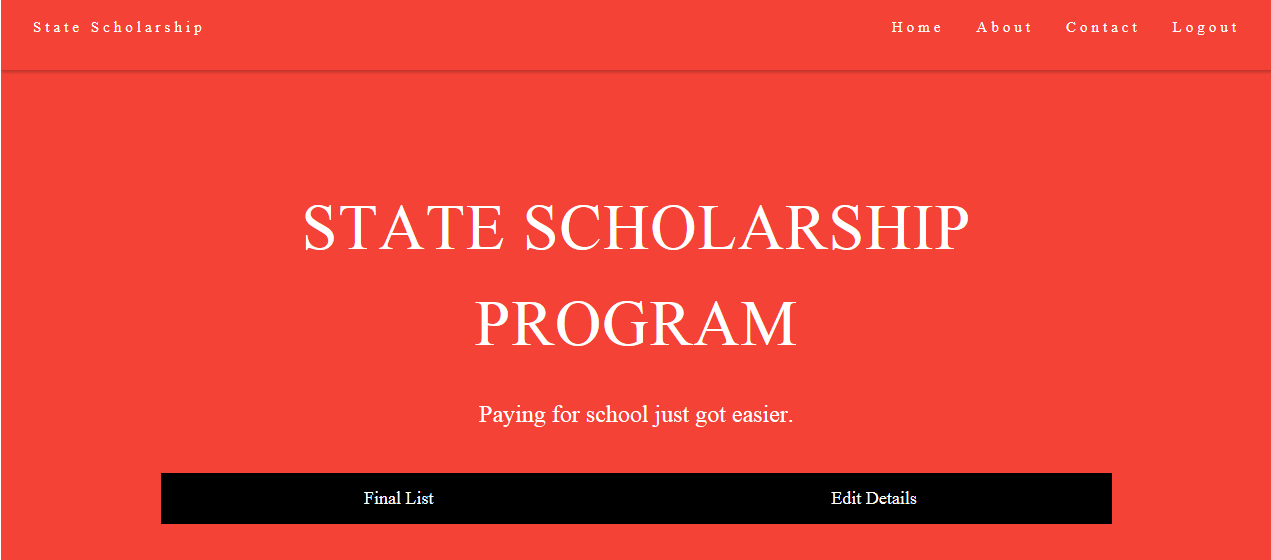 State Scholarship Home About Contact Logout
STATE SCHOLARSHIP
PROGRAM
Paying for school just got easier.
Final List Edit Details